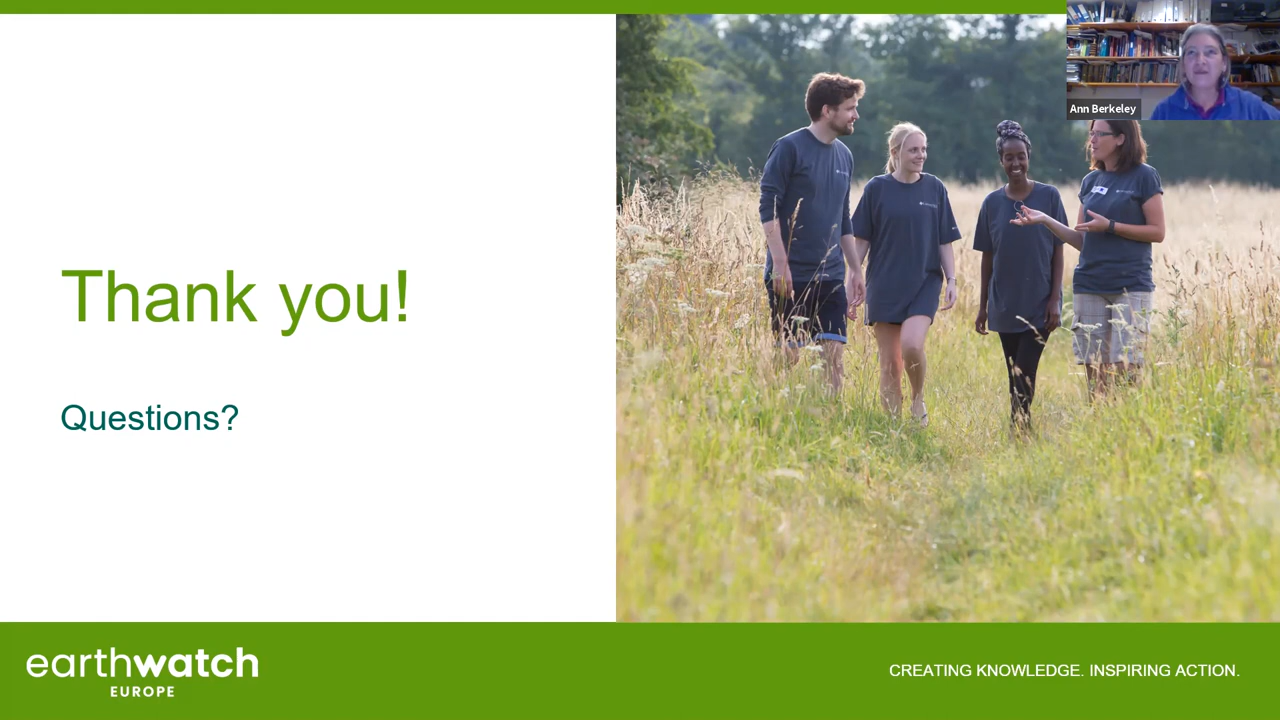 Ann Berkeley
Thank you!
Questions?
earthwatch
EUROPE
CREATING KNOWLEDGE. INSPIRING ACTION.